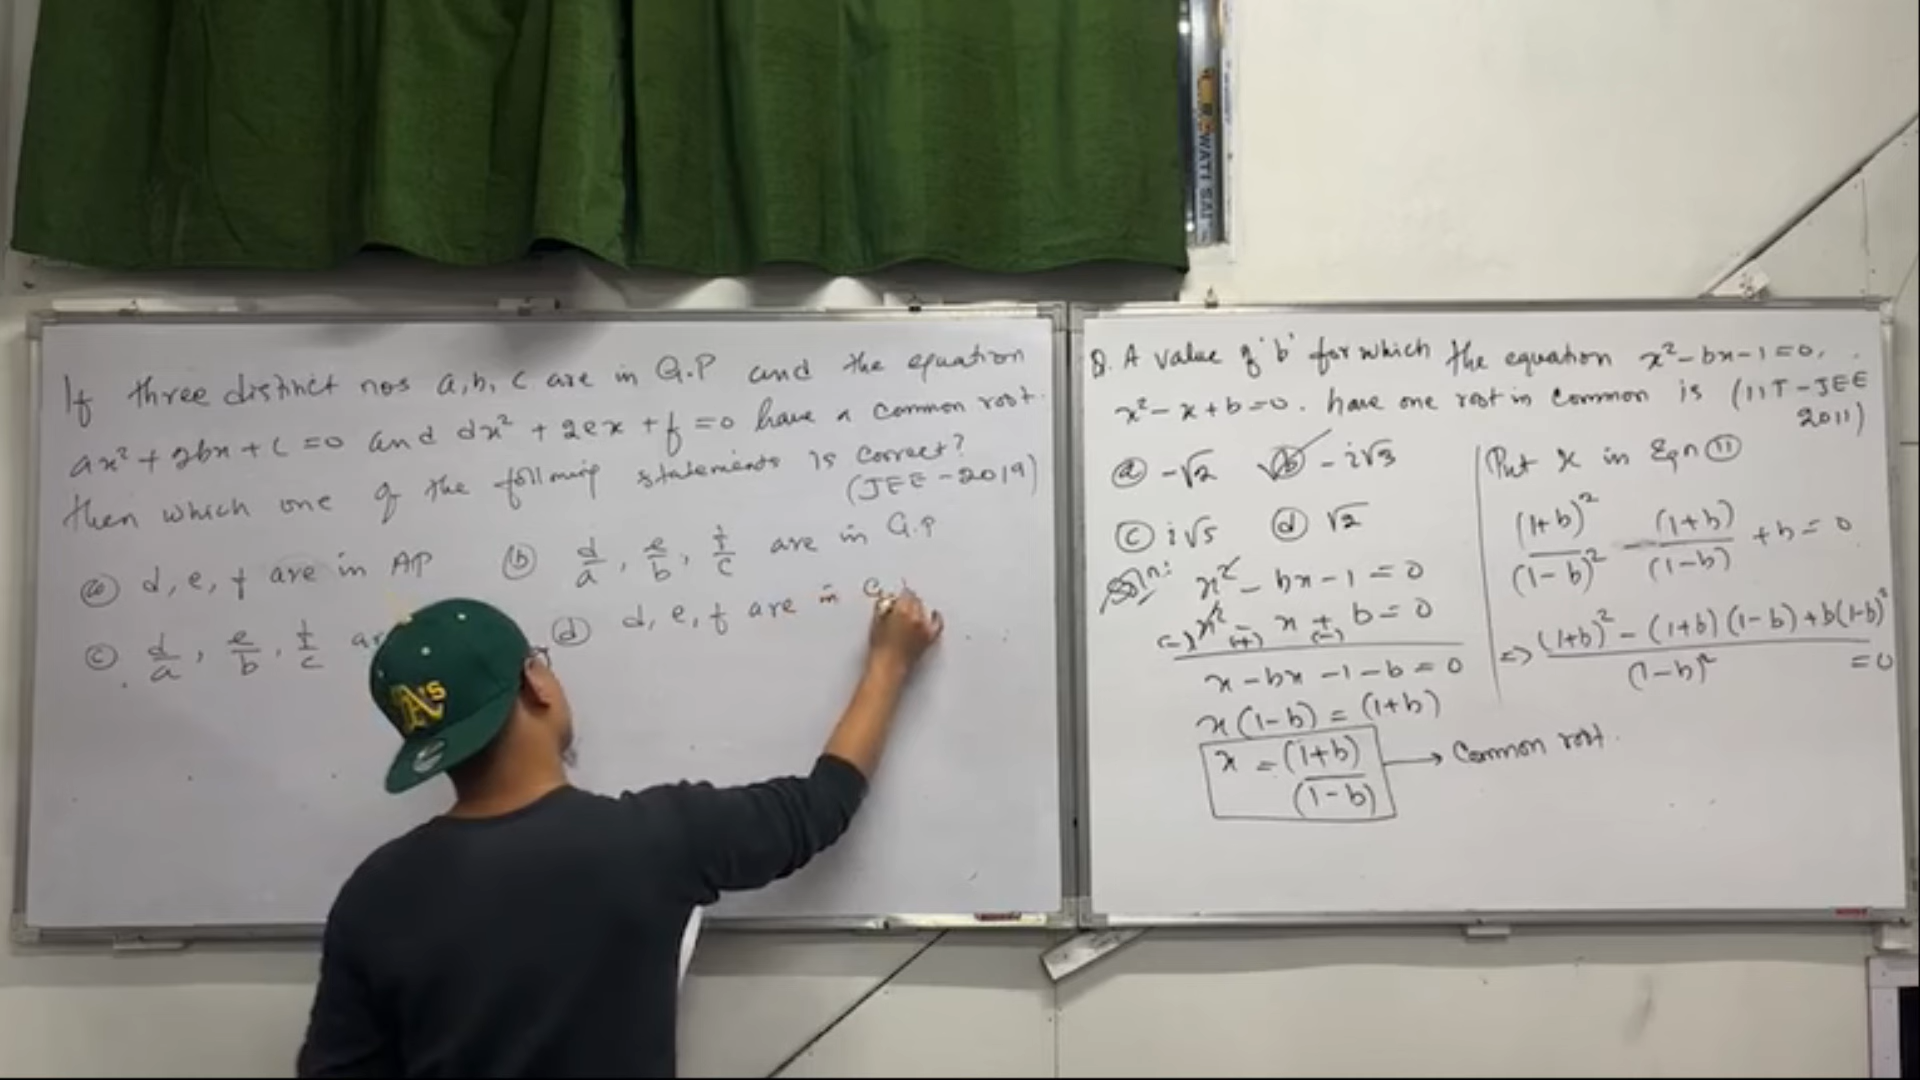 If three distinct nos a, b, c are in G.P and the equation
ax² + 2bx + c = 0 and dx² + 2ex + f = 0 have a common root.
then which one of the following statements is correct?
(JEE - 2019)
(a) d, e, f are in AP (b) d/a, e/b, f/c are in G.P
(c) d/a, e/b, f/c (d) d, e, f are in
A's
Q. A value of 'b' for which the equation x² - bx - 1 = 0,
x² - x + b = 0. have one root in common is (IIT - JEE
2011)
(a) -√2 (b) -i√3
(c) i√5 (d) √2
Soln:
x² - bx - 1 = 0
(-) x² - (+) x + (-) b = 0
x - bx - 1 - b = 0
x(1-b) = (1+b)
x = (1+b)/(1-b) → Common root.
Put x in Eqn (II)
(1+b)²/(1-b)² - (1+b)/(1-b) + b = 0
=> ((1+b)² - (1+b)(1-b) + b(1-b)²)/(1-b)² = 0